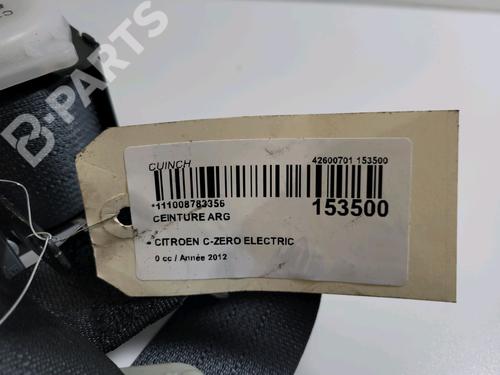 B-PARTS
CUINCH
42600701 153500
*111008783356
153500
CEINTURE ARG
- CITROEN C-ZERO ELECTRIC
0 cc / Année 2012